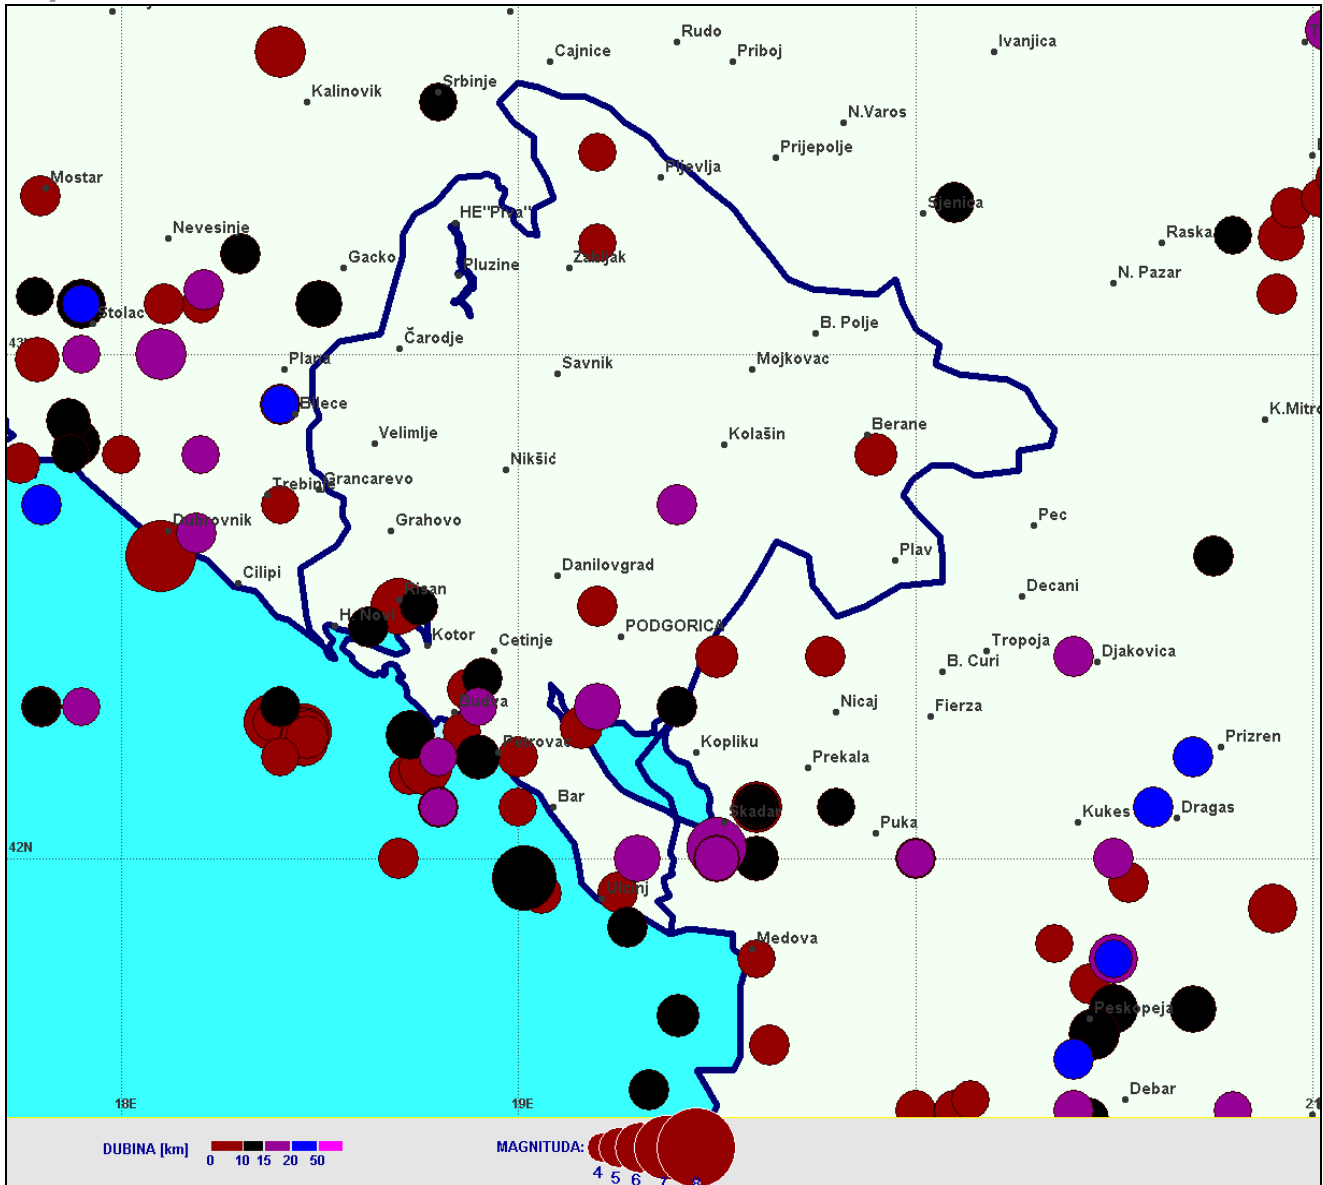 Rudo
Cajnice
Priboj
Ivanjica
Kalinovik
Srbinje
N.Varos
Prijepolje
Mostar
Pljevlja
Sjenica
HE"Piva"
Nevesinje
Raska
Gacko
Pluzine
Zabljak
N. Pazar
Stolac
B. Polje
Čarodje
43N
Plana
Savnik
Mojkovac
Bilece
K.Mitro
Velimlje
Kolašin
Berane
Nikšić
Trebinje
Grancarevo
Dubrovnik
Grahovo
Pec
Danilovgrad
Plav
Cilipi
Risan
Decani
H. Novi
PODGORICA
Kotor
Cetinje
Tropoja
Djakovica
B. Curi
Budva
Nicaj
Fierza
Petrovac
Kopliku
Prekala
Prizren
Bar
Skadar
Puka
Kukes
Dragas
42N
Ulcinj
Medova
Peskopeja
Debar
18E
19E
21
DUBINA [km]
0 10 15 20 50
MAGNITUDA:
4 5 6 7 8